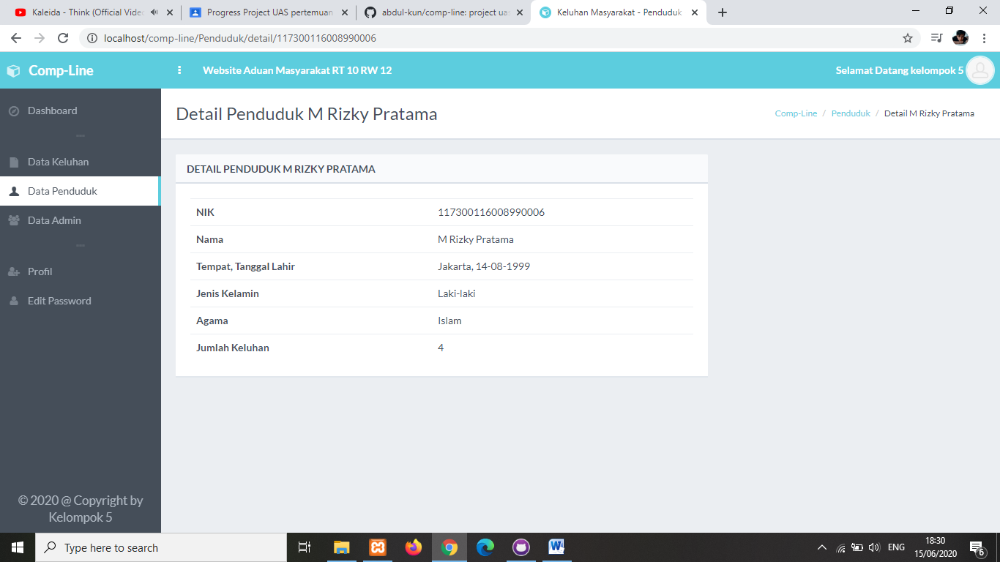 Kaleida - Think (Official Video
Progress Project UAS pertemuan
abdul-kun/comp-line: project uas
Keluhan Masyarakat - Penduduk
localhost/comp-line/Penduduk/detail/117300116008990006
Comp-Line
Website Aduan Masyarakat RT 10 RW 12
Selamat Datang kelompok 5
Dashboard
Data Keluhan
Data Penduduk
Data Admin
Profil
Edit Password
© 2020 @ Copyright by
Kelompok 5
Detail Penduduk M Rizky Pratama
Comp-Line / Penduduk / Detail M Rizky Pratama
DETAIL PENDUDUK M RIZKY PRATAMA
NIK 117300116008990006
Nama M Rizky Pratama
Tempat, Tanggal Lahir Jakarta, 14-08-1999
Jenis Kelamin Laki-laki
Agama Islam
Jumlah Keluhan 4
Type here to search
ENG
18:30
15/06/2020
6